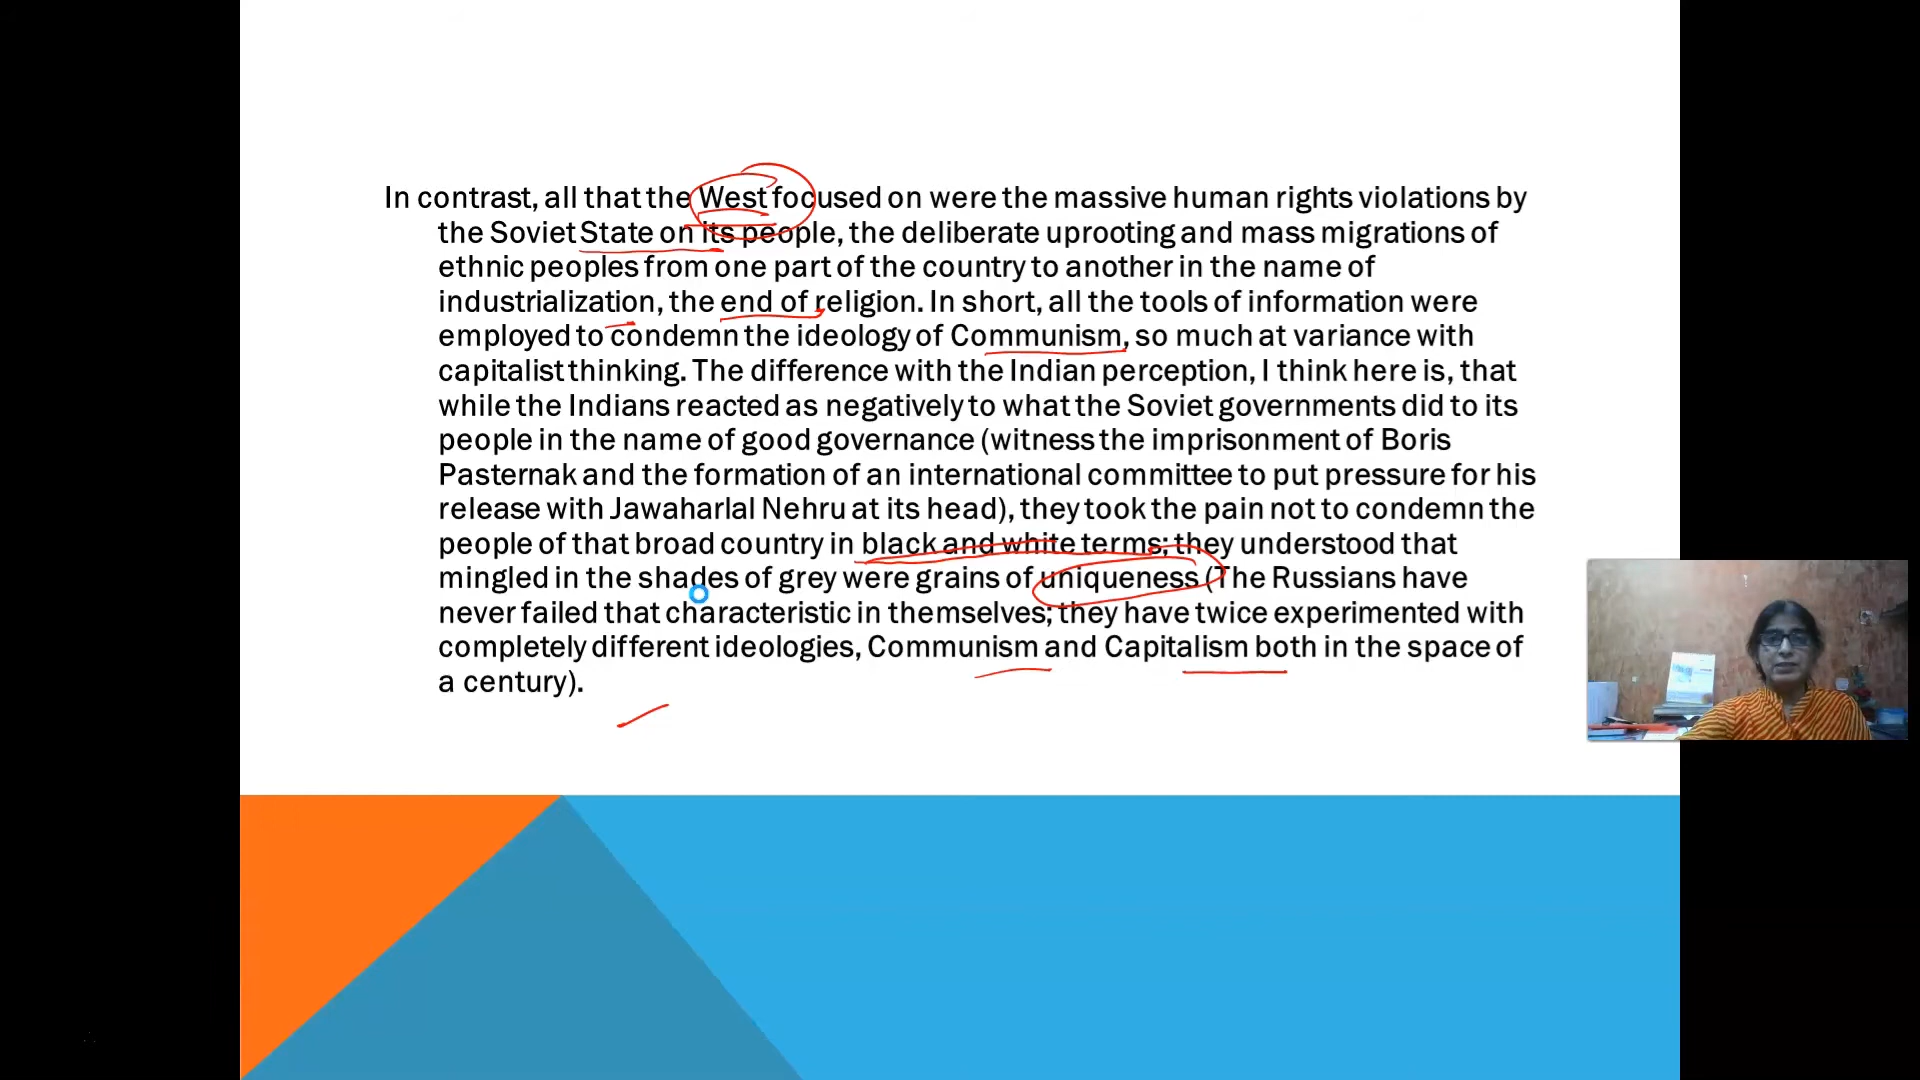 In contrast, all that the West focused on were the massive human rights violations by
the Soviet State on its people, the deliberate uprooting and mass migrations of
ethnic peoples from one part of the country to another in the name of
industrialization, the end of religion. In short, all the tools of information were
employed to condemn the ideology of Communism, so much at variance with
capitalist thinking. The difference with the Indian perception, I think here is, that
while the Indians reacted as negatively to what the Soviet governments did to its
people in the name of good governance (witness the imprisonment of Boris
Pasternak and the formation of an international committee to put pressure for his
release with Jawaharlal Nehru at its head), they took the pain not to condemn the
people of that broad country in black and white terms; they understood that
mingled in the shades of grey were grains of uniqueness (The Russians have
never failed that characteristic in themselves; they have twice experimented with
completely different ideologies, Communism and Capitalism both in the space of
a century).